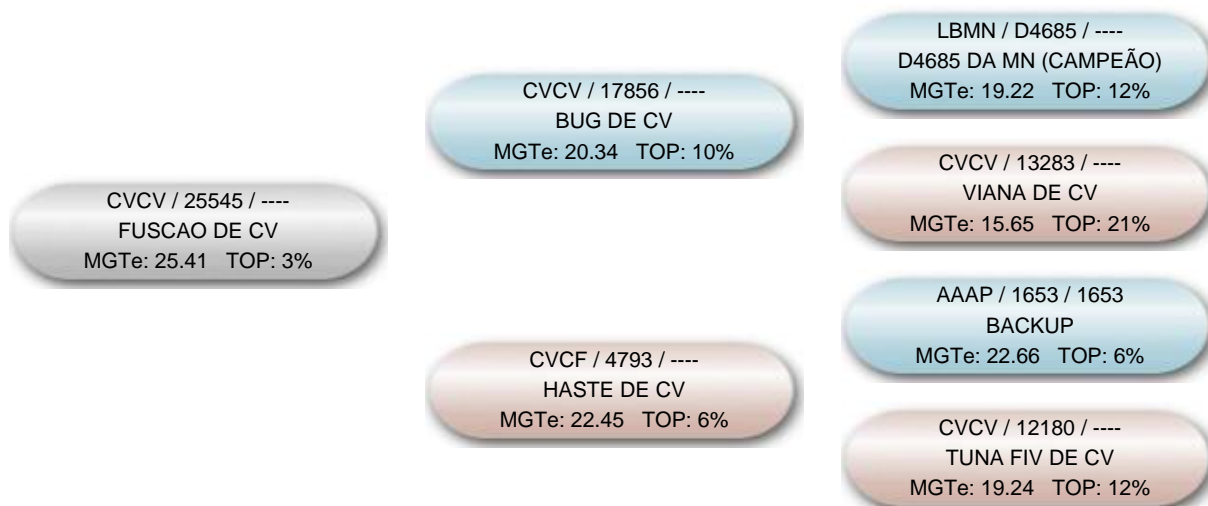 CVCV / 25545 / ----
FUSCAO DE CV
MGTe: 25.41 TOP: 3%
CVCV / 17856 / ----
BUG DE CV
MGTe: 20.34 TOP: 10%
CVCF / 4793 / ----
HASTE DE CV
MGTe: 22.45 TOP: 6%
LBMN / D4685 / ----
D4685 DA MN (CAMPEÃO)
MGTe: 19.22 TOP: 12%
CVCV / 13283 / ----
VIANA DE CV
MGTe: 15.65 TOP: 21%
AAAP / 1653 / 1653
BACKUP
MGTe: 22.66 TOP: 6%
CVCV / 12180 / ----
TUNA FIV DE CV
MGTe: 19.24 TOP: 12%